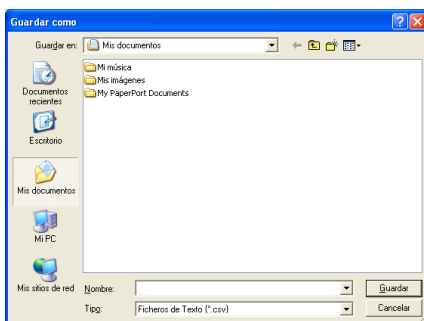 Guardar como
Guardar en: Mis documentos
Mi música
Mis imágenes
My PaperPort Documents
Documentos
recientes
Escritorio
Mis documentos
Mi PC
Mis sitios de red
Nombre:
Guardar
Tipo: Ficheros de Texto (*.csv)
Cancelar